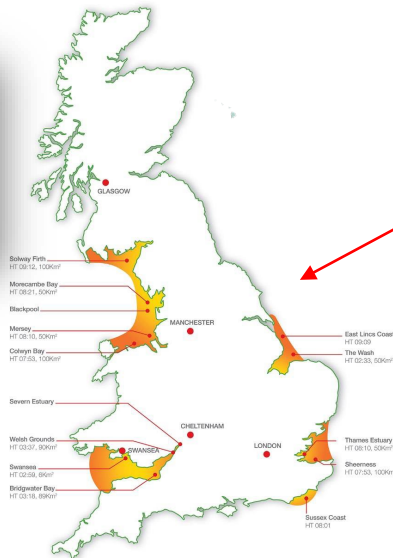 GLASGOW
Solway Firth
HT 09:12, 100Km²
Morecambe Bay
HT 08:21, 50Km²
Blackpool
MANCHESTER
Mersey
HT 08:10, 50Km²
Colwyn Bay
HT 07:53, 100Km²
East Lincs Coast
HT 09:09
The Wash
HT 02:33, 50Km²
Severn Estuary
CHELTENHAM
Welsh Grounds
HT 03:37, 90Km²
SWANSEA
LONDON
Swansea
HT 02:59, 6Km²
Bridgwater Bay
HT 03:18, 89Km²
Thames Estuary
HT 08:10, 50Km²
Sheerness
HT 07:53, 100Km
Sussex Coast
HT 08:01